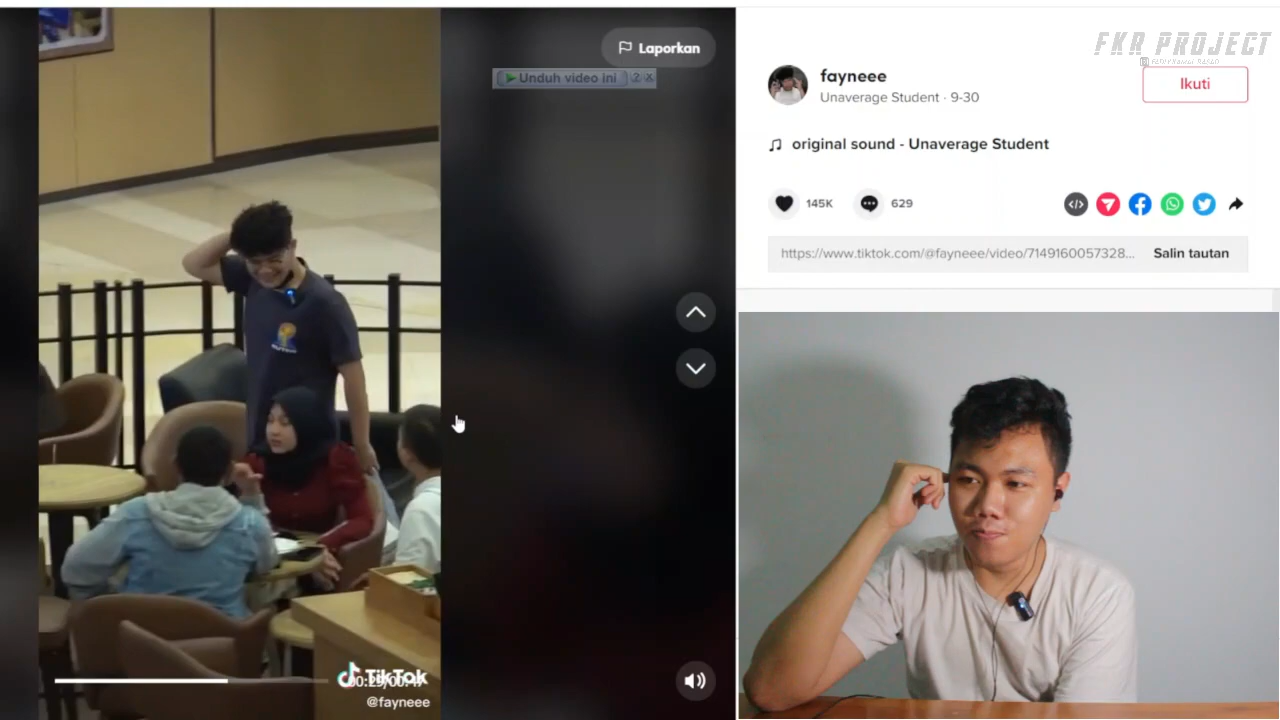 Laporkan
Unduh video ini
?
X
FKR PROJECT
fayneee
Unaverage Student · 9-30
Ikuti
original sound - Unaverage Student
145K
629
https://www.tiktok.com/@fayneee/video/7149160057328...
Salin tautan
TikTok
@fayneee